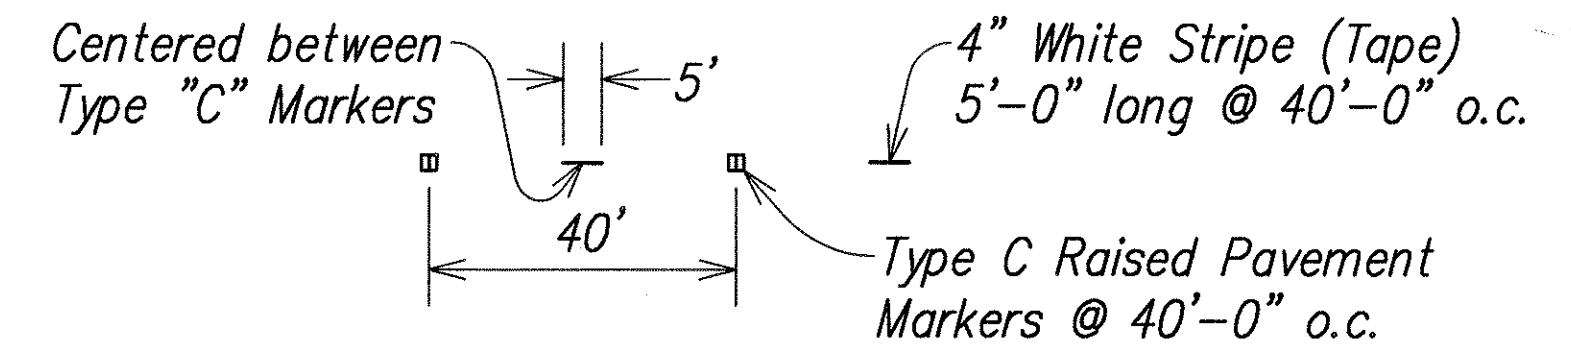 Centered between
Type "C" Markers
5'
4" White Stripe (Tape)
5'-0" long @ 40'-0" o.c.
40'
Type C Raised Pavement
Markers @ 40'-0" o.c.